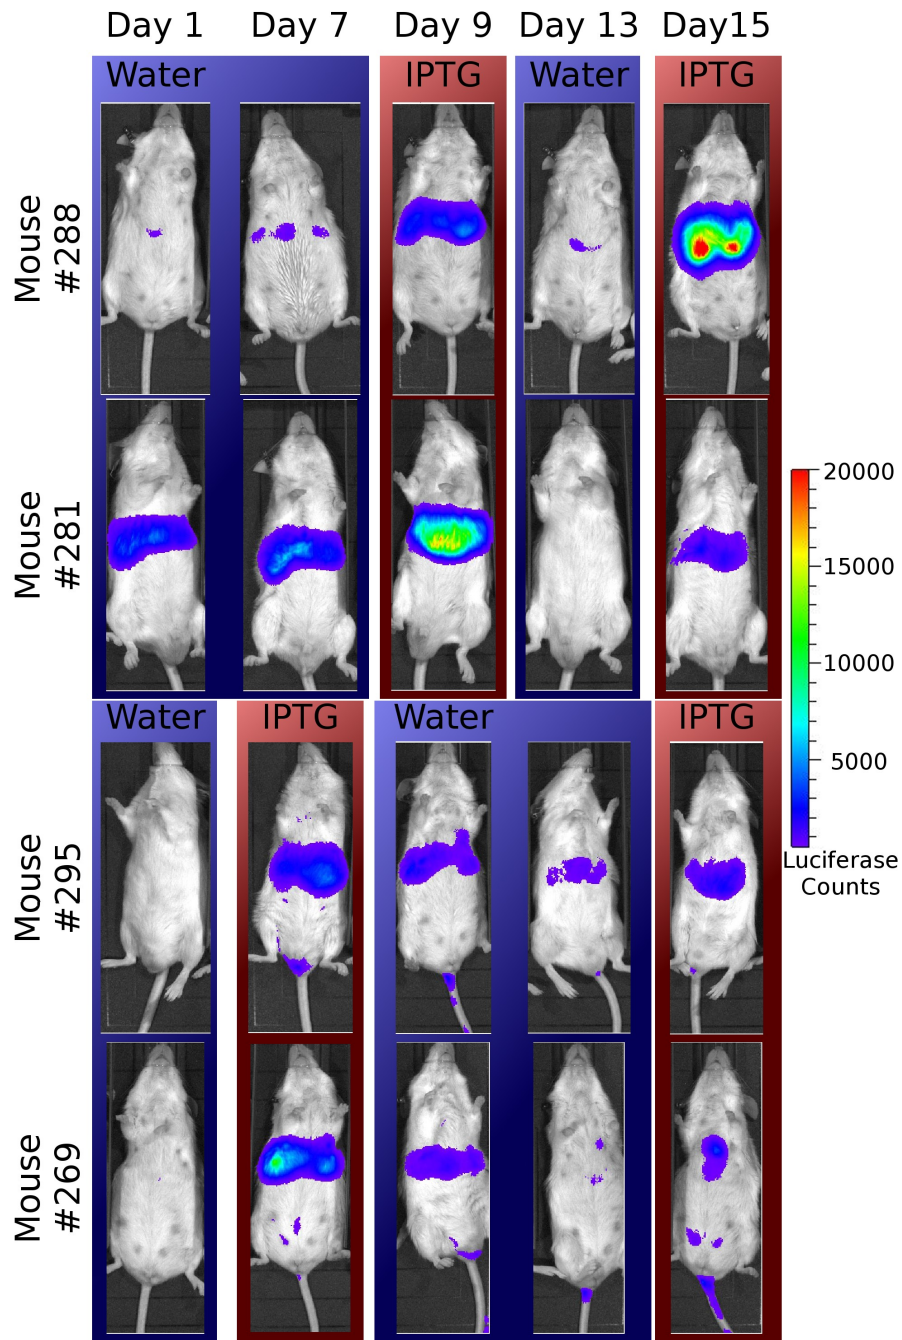 Day 1 Day 7 Day 9 Day 13 Day15
Water IPTG Water IPTG
Mouse
#288
Mouse
#281
20000
15000
10000
5000
Luciferase
Counts
Water IPTG Water IPTG
Mouse
#295
Mouse
#269